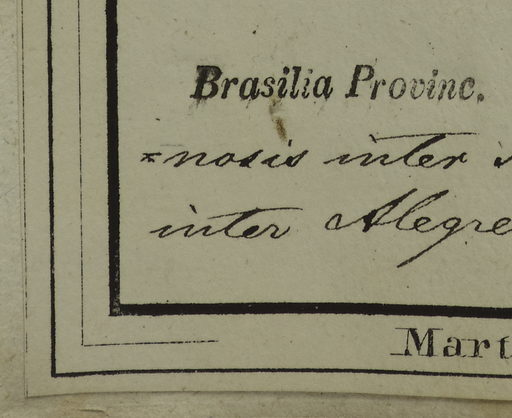 Brasilia Provinc.
=nosis inter
inter Alegre
Mart